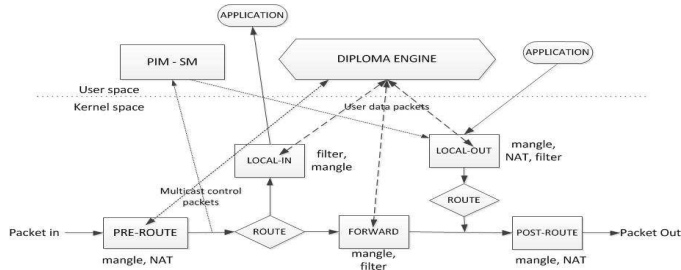 APPLICATION
PIM - SM
DIPLOMA ENGINE
APPLICATION
User space
Kernel space
User data packets
LOCAL-IN
filter,
mangle
LOCAL-OUT
mangle,
NAT, filter
Multicast control
packets
ROUTE
Packet in
PRE-ROUTE
ROUTE
FORWARD
POST-ROUTE
Packet Out
mangle, NAT
mangle,
filter
mangle, NAT